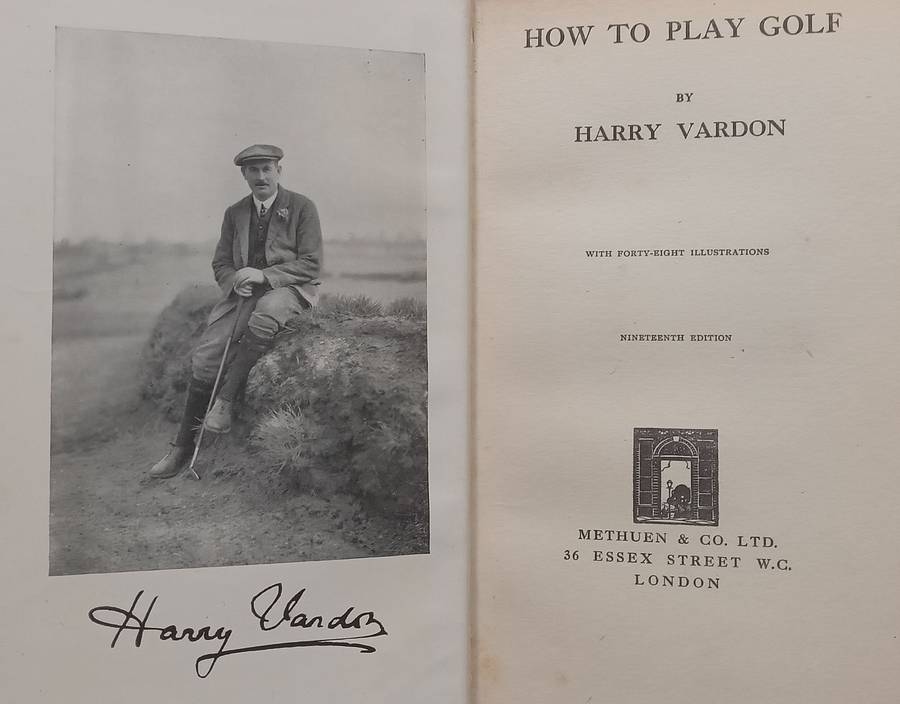 Harry Vardon
HOW TO PLAY GOLF
BY
HARRY VARDON
WITH FORTY-EIGHT ILLUSTRATIONS
NINETEENTH EDITION
METHUEN & CO. LTD.
36 ESSEX STREET W.C.
LONDON